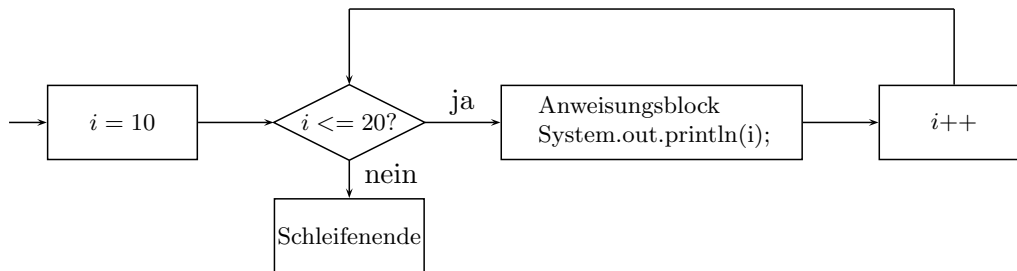 i = 10
i <= 20?
ja
Anweisungsblock
System.out.println(i);
i++
nein
Schleifenende